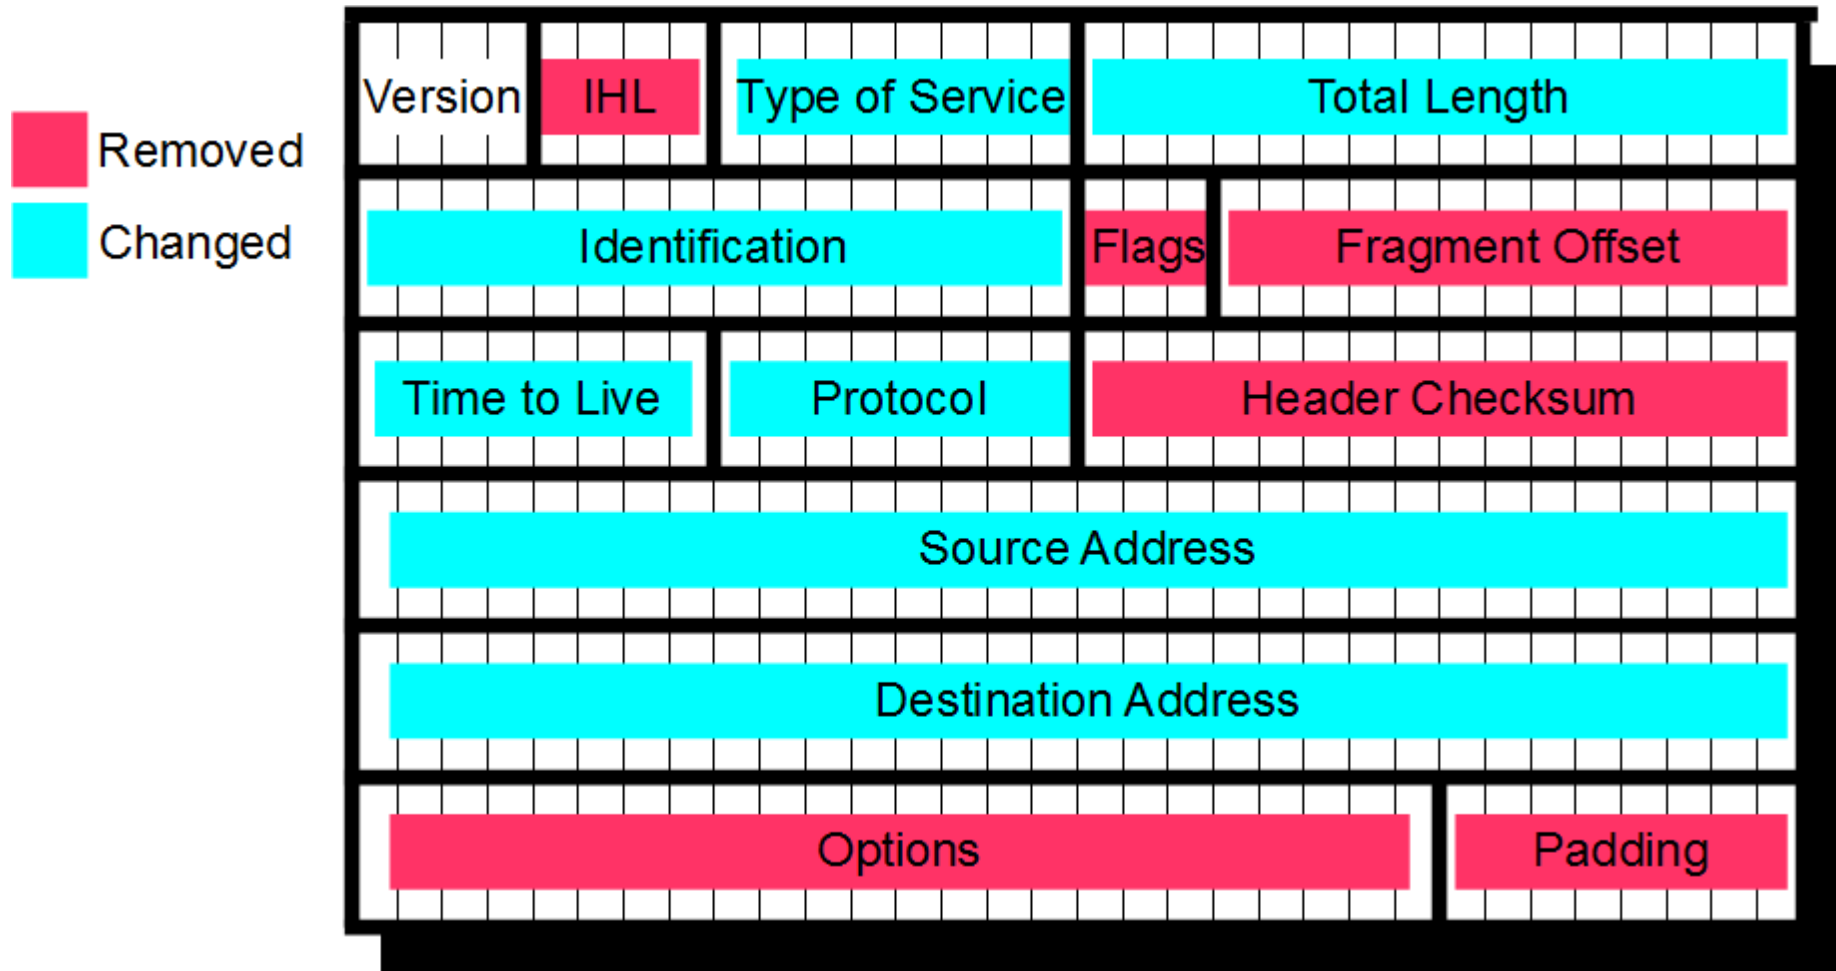 Removed
Changed
Version IHL Type of Service Total Length
Identification Flags Fragment Offset
Time to Live Protocol Header Checksum
Source Address
Destination Address
Options Padding